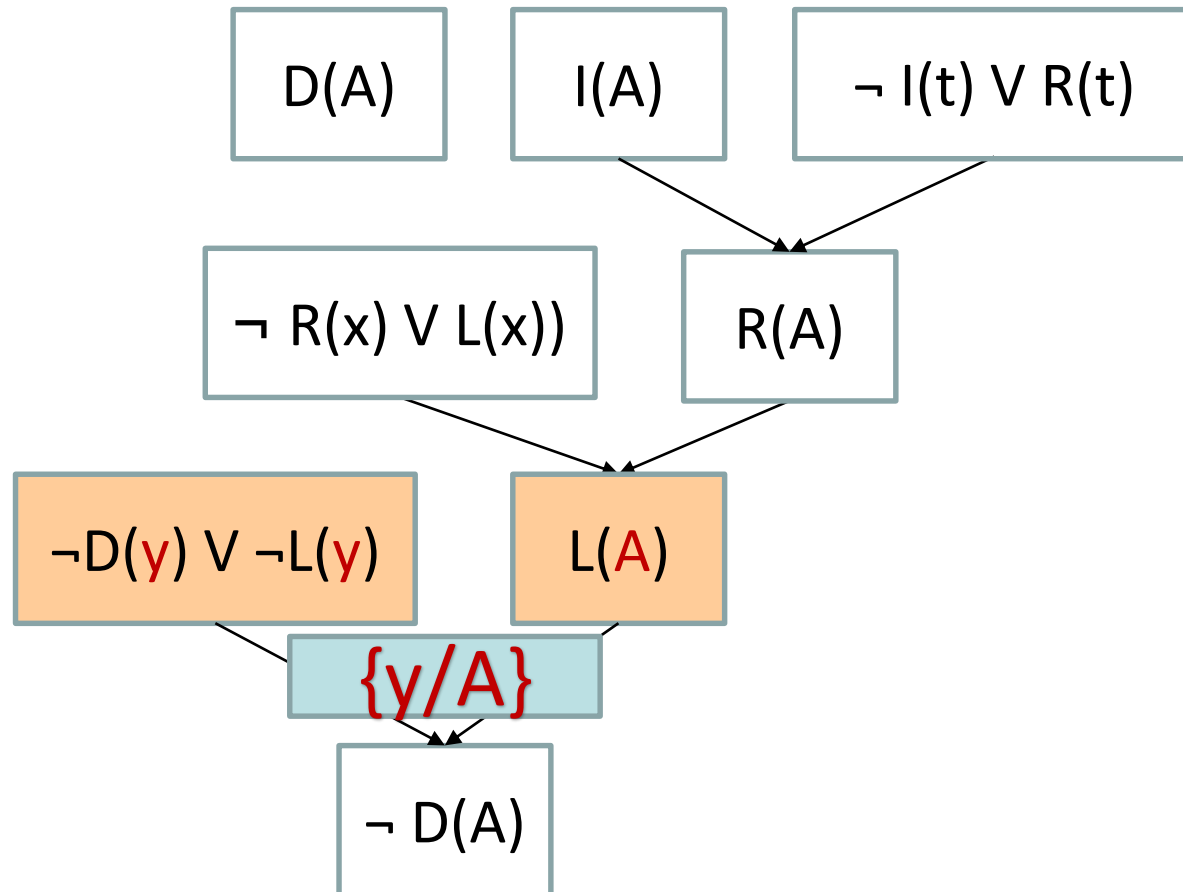 D(A)
I(A)
¬ I(t) V R(t)
¬ R(x) V L(x))
R(A)
¬D(y) V ¬L(y)
L(A)
{y/A}
¬ D(A)